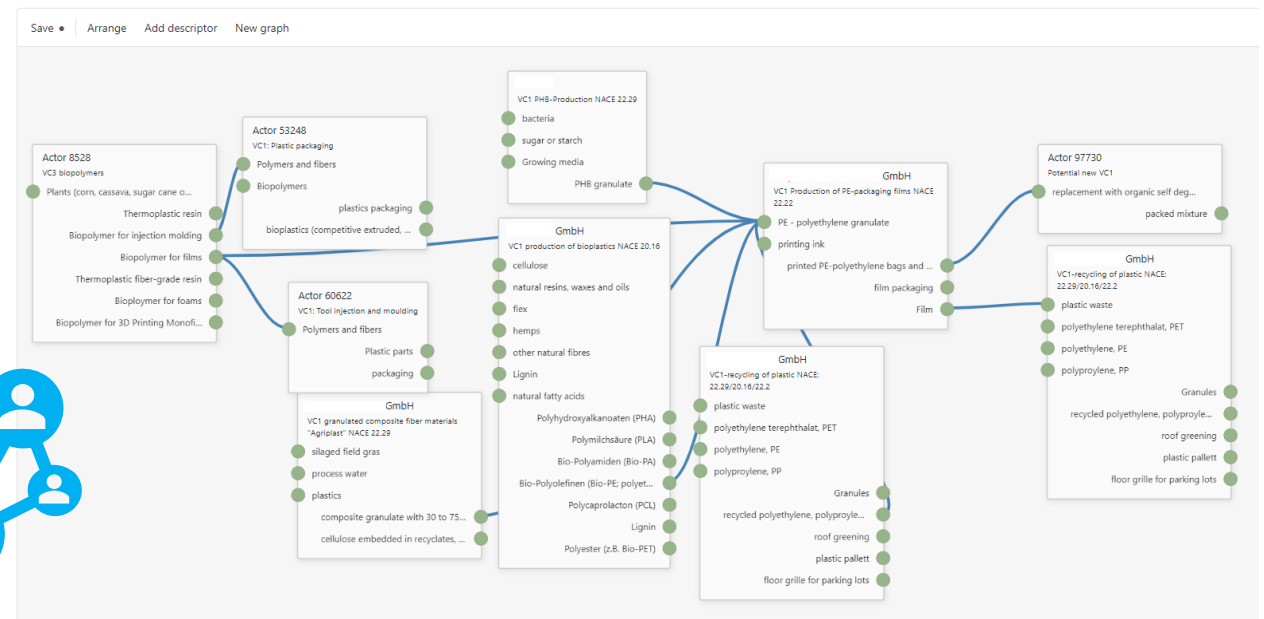 Save ●
Arrange
Add descriptor
New graph
Actor 8528
VC3 biopolymers
Plants (corn, cassava, sugar cane o...
Thermoplastic resin
Biopolymer for injection molding
Biopolymer for films
Thermoplastic fiber-grade resin
Bioploymer for foams
Biopolymer for 3D Printing Monofi...
Actor 53248
VC1: Plastic packaging
Polymers and fibers
Biopolymers
plastics packaging
bioplastics (competitive extruded, ...
Actor 60622
VC1: Tool injection and moulding
Polymers and fibers
Plastic parts
packaging
GmbH
VC1 granulated composite fiber materials
"Agriplast" NACE 22.29
silaged field gras
process water
plastics
composite granulate with 30 to 75...
cellulose embedded in recyclates, ...
VC1 PHB-Production NACE 22.29
bacteria
sugar or starch
Growing media
PHB granulate
GmbH
VC1 production of bioplastics NACE 20.16
cellulose
natural resins, waxes and oils
flex
hemps
other natural fibres
Lignin
natural fatty acids
Polyhydroxyalkanoaten (PHA)
Polymilchsäure (PLA)
Bio-Polyamiden (Bio-PA)
Bio-Polyolefinen (Bio-PE; polyet...
Polycaprolacton (PCL)
Lignin
Polyester (z.B. Bio-PET)
GmbH
VC1 Production of PE-packaging films NACE
22.22
PE - polyethylene granulate
printing ink
printed PE-polyethylene bags and ...
film packaging
Film
GmbH
VC1-recycling of plastic NACE:
22.29/20.16/22.2
plastic waste
polyethylene terephthalat, PET
polyethylene, PE
polyproylene, PP
Granules
recycled polyethylene, polyproyle...
roof greening
plastic pallett
floor grille for parking lots
Actor 97730
Potential new VC1
replacement with organic self deg...
packed mixture
GmbH
VC1-recycling of plastic NACE:
22.29/20.16/22.2
plastic waste
polyethylene terephthalat, PET
polyethylene, PE
polyproylene, PP
Granules
recycled polyethylene, polyproyle...
roof greening
plastic pallett
floor grille for parking lots